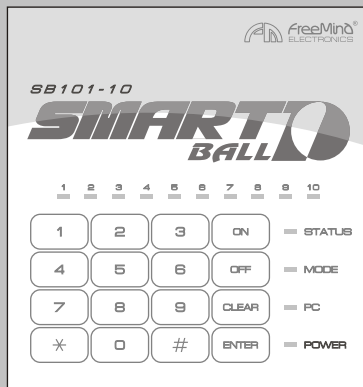 FreeMind®
ELECTRONICS
SB101-10
SMART
BALL
1 2 3 4 5 6 7 8 9 10
1 2 3 ON STATUS
4 5 6 OFF MODE
7 8 9 CLEAR PC
* 0 # ENTER POWER